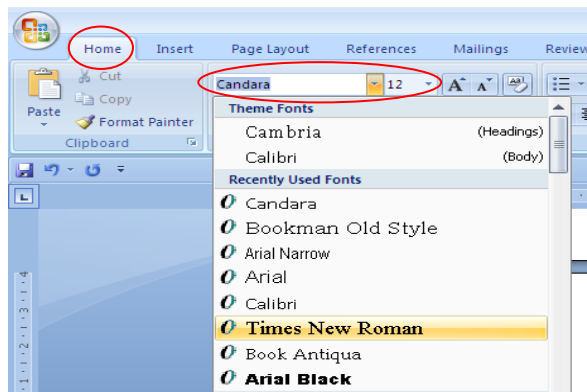 Home Insert Page Layout References Mailings Review
Cut
Copy
Paste
Format Painter
Clipboard
Candara 12
Theme Fonts
Cambria (Headings)
Calibri (Body)
Recently Used Fonts
Candara
Bookman Old Style
Arial Narrow
Arial
Calibri
Times New Roman
Book Antiqua
Arial Black